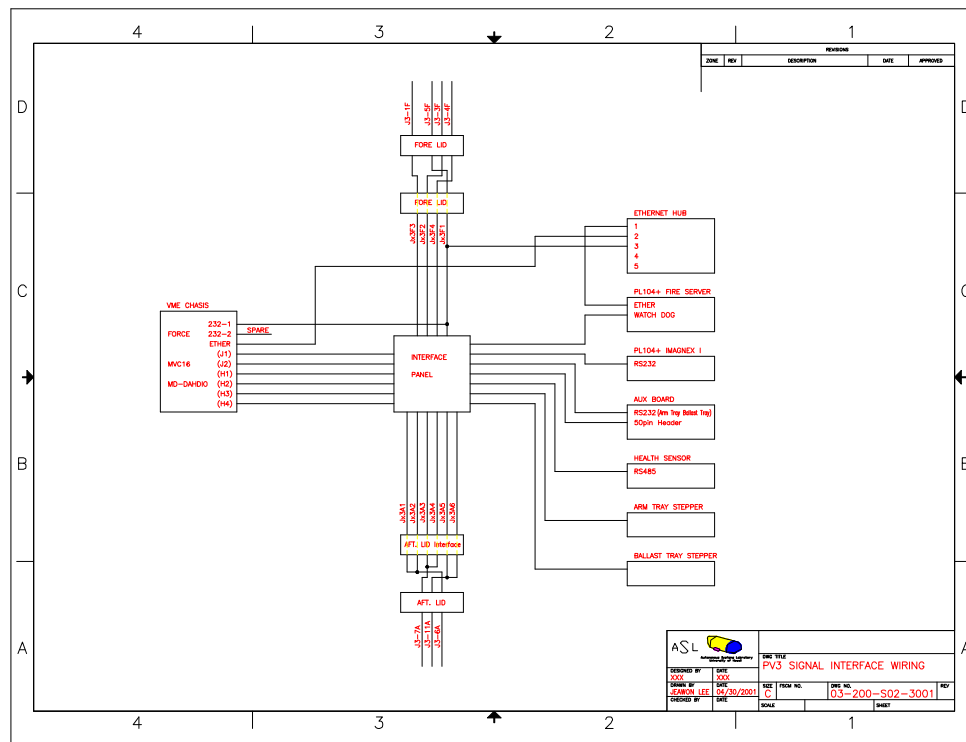 4 3 2 1
REVISIONS
ZONE REV DESCRIPTION DATE APPROVED
D D
J3-1F J3-5F J3-3F J3-4F
FORE LID
FORE LID
Jx3F3 Jx3F2 Jx3F4 Jx3F1
ETHERNET HUB
1
2
3
4
5
C C
PL104+ FIRE SERVER
ETHER
WATCH DOG
VME CHASIS
232-1
FORCE 232-2 SPARE
ETHER
(J1)
MVC16 (J2)
(H1)
MD-DAHDIO (H2)
(H3)
(H4)
INTERFACE
PANEL
PL104+ IMAGNEX I
RS232
AUX BOARD
RS232 (Arm Tray Ballast Tray)
50pin Header
B B
HEALTH SENSOR
RS485
Jx3A1 Jx3A2 Jx3A3 Jx3A4 Jx3A5 Jx3A6
ARM TRAY STEPPER
AFT. LID Interface
BALLAST TRAY STEPPER
AFT. LID
J3-7A J3-11A J3-6A
A A
ASL
Autonomous Systems Laboratory
University of Hawaii
DWG TITLE
PV3 SIGNAL INTERFACE WIRING
DESIGNED BY DATE
XXX XXX
DRAWN BY DATE
JEAWON LEE 04/30/2001
CHECKED BY DATE
SIZE FSCM NO. DWG NO. REV
C 03-200-S02-3001
SCALE SHEET
4 3 2 1